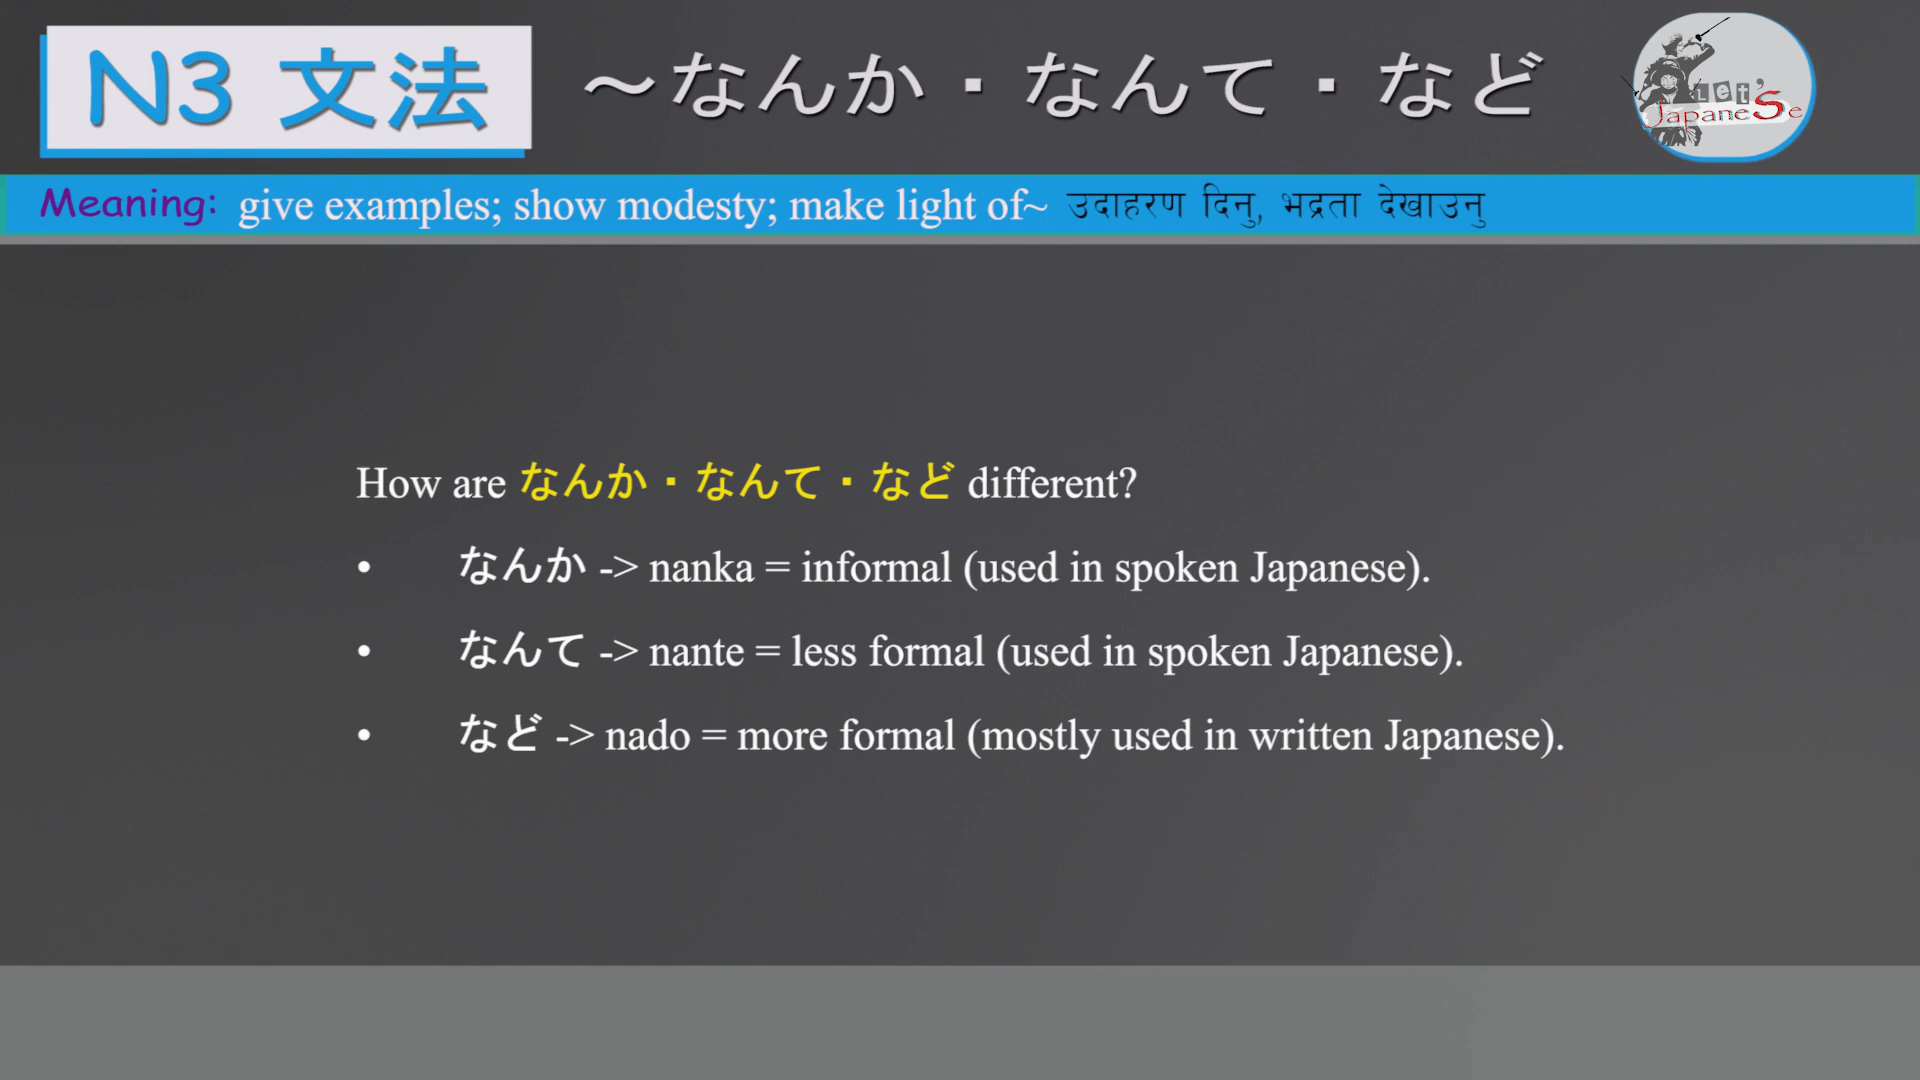 N3 文法
～なんか・なんて・など
Let's
JapaneSe
Meaning: give examples; show modesty; make light of~ उदाहरण दिनु, भद्रता देखाउनु
How are なんか・なんて・など different?
• なんか -> nanka = informal (used in spoken Japanese).
• なんて -> nante = less formal (used in spoken Japanese).
• など -> nado = more formal (mostly used in written Japanese).